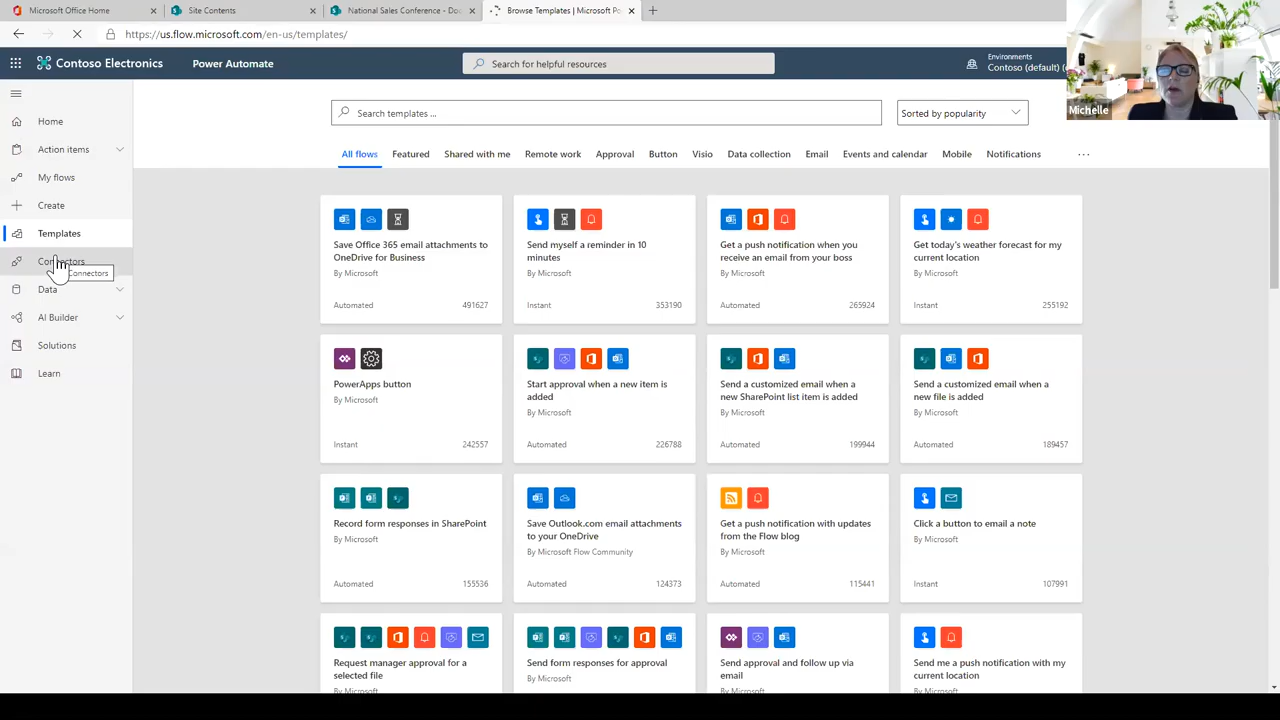 Microsoft Office Home
Site Contents
National Sales Conference - Doc
Browse Templates | Microsoft Po
https://us.flow.microsoft.com/en-us/templates/
Contoso Electronics
Power Automate
Search for helpful resources
Environments
Contoso (default) (
Michelle
Home
Action items
My flows
Create
Templates
Connectors
Connectors
Data
AI Builder
Solutions
Learn
Search templates ...
Sorted by popularity
All flows
Featured
Shared with me
Remote work
Approval
Button
Visio
Data collection
Email
Events and calendar
Mobile
Notifications
Save Office 365 email attachments to
OneDrive for Business
By Microsoft
Automated 491627
Send myself a reminder in 10
minutes
By Microsoft
Instant 353190
Get a push notification when you
receive an email from your boss
By Microsoft
Automated 265924
Get today's weather forecast for my
current location
By Microsoft
Instant 255192
PowerApps button
By Microsoft
Instant 242557
Start approval when a new item is
added
By Microsoft
Automated 226788
Send a customized email when a
new SharePoint list item is added
By Microsoft
Automated 199944
Send a customized email when a
new file is added
By Microsoft
Automated 189457
Record form responses in SharePoint
By Microsoft
Automated 155536
Save Outlook.com email attachments
to your OneDrive
By Microsoft Flow Community
Automated 124373
Get a push notification with updates
from the Flow blog
By Microsoft
Automated 115441
Click a button to email a note
By Microsoft
Instant 107991
Request manager approval for a
selected file
By Microsoft
Send form responses for approval
By Microsoft
Send approval and follow up via
email
By Microsoft
Send me a push notification with my
current location
By Microsoft